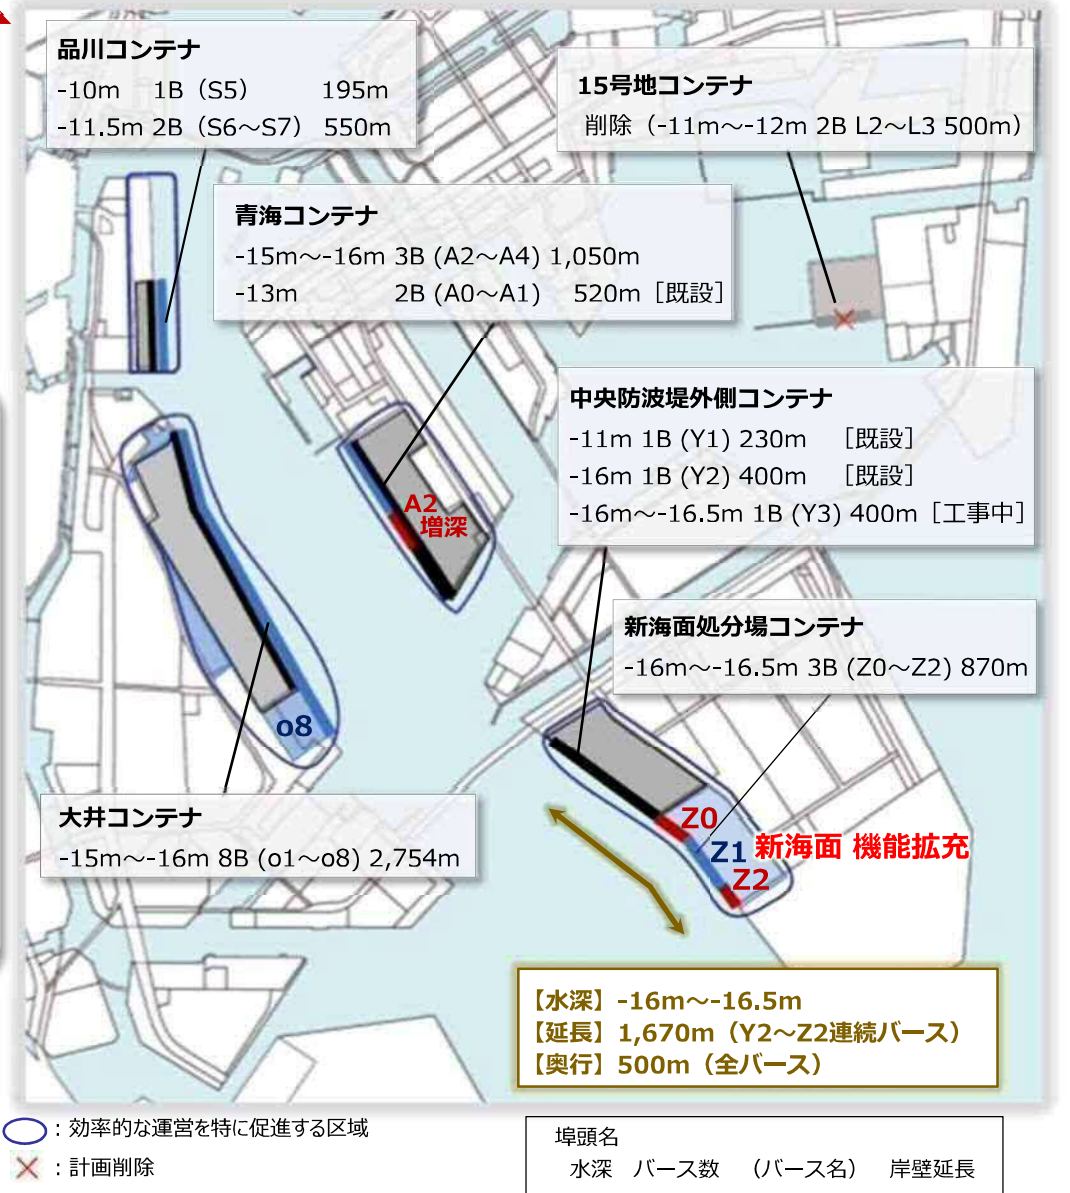 品川コンテナ
-10m 1B（S5） 195m
-11.5m 2B（S6～S7） 550m
15号地コンテナ
削除（-11m～-12m 2B L2～L3 500m）
青海コンテナ
-15m～-16m 3B (A2～A4) 1,050m
-13m 2B (A0～A1) 520m［既設］
中央防波堤外側コンテナ
-11m 1B (Y1) 230m ［既設］
-16m 1B (Y2) 400m ［既設］
-16m～-16.5m 1B (Y3) 400m［工事中］
A2
増深
新海面処分場コンテナ
-16m～-16.5m 3B (Z0～Z2) 870m
o8
大井コンテナ
-15m～-16m 8B (o1～o8) 2,754m
Z0
Z1 新海面 機能拡充
Z2
【水深】-16m～-16.5m
【延長】1,670m（Y2～Z2連続バース）
【奥行】500m（全バース）
：効率的な運営を特に促進する区域
：計画削除
埠頭名
水深 バース数 （バース名） 岸壁延長